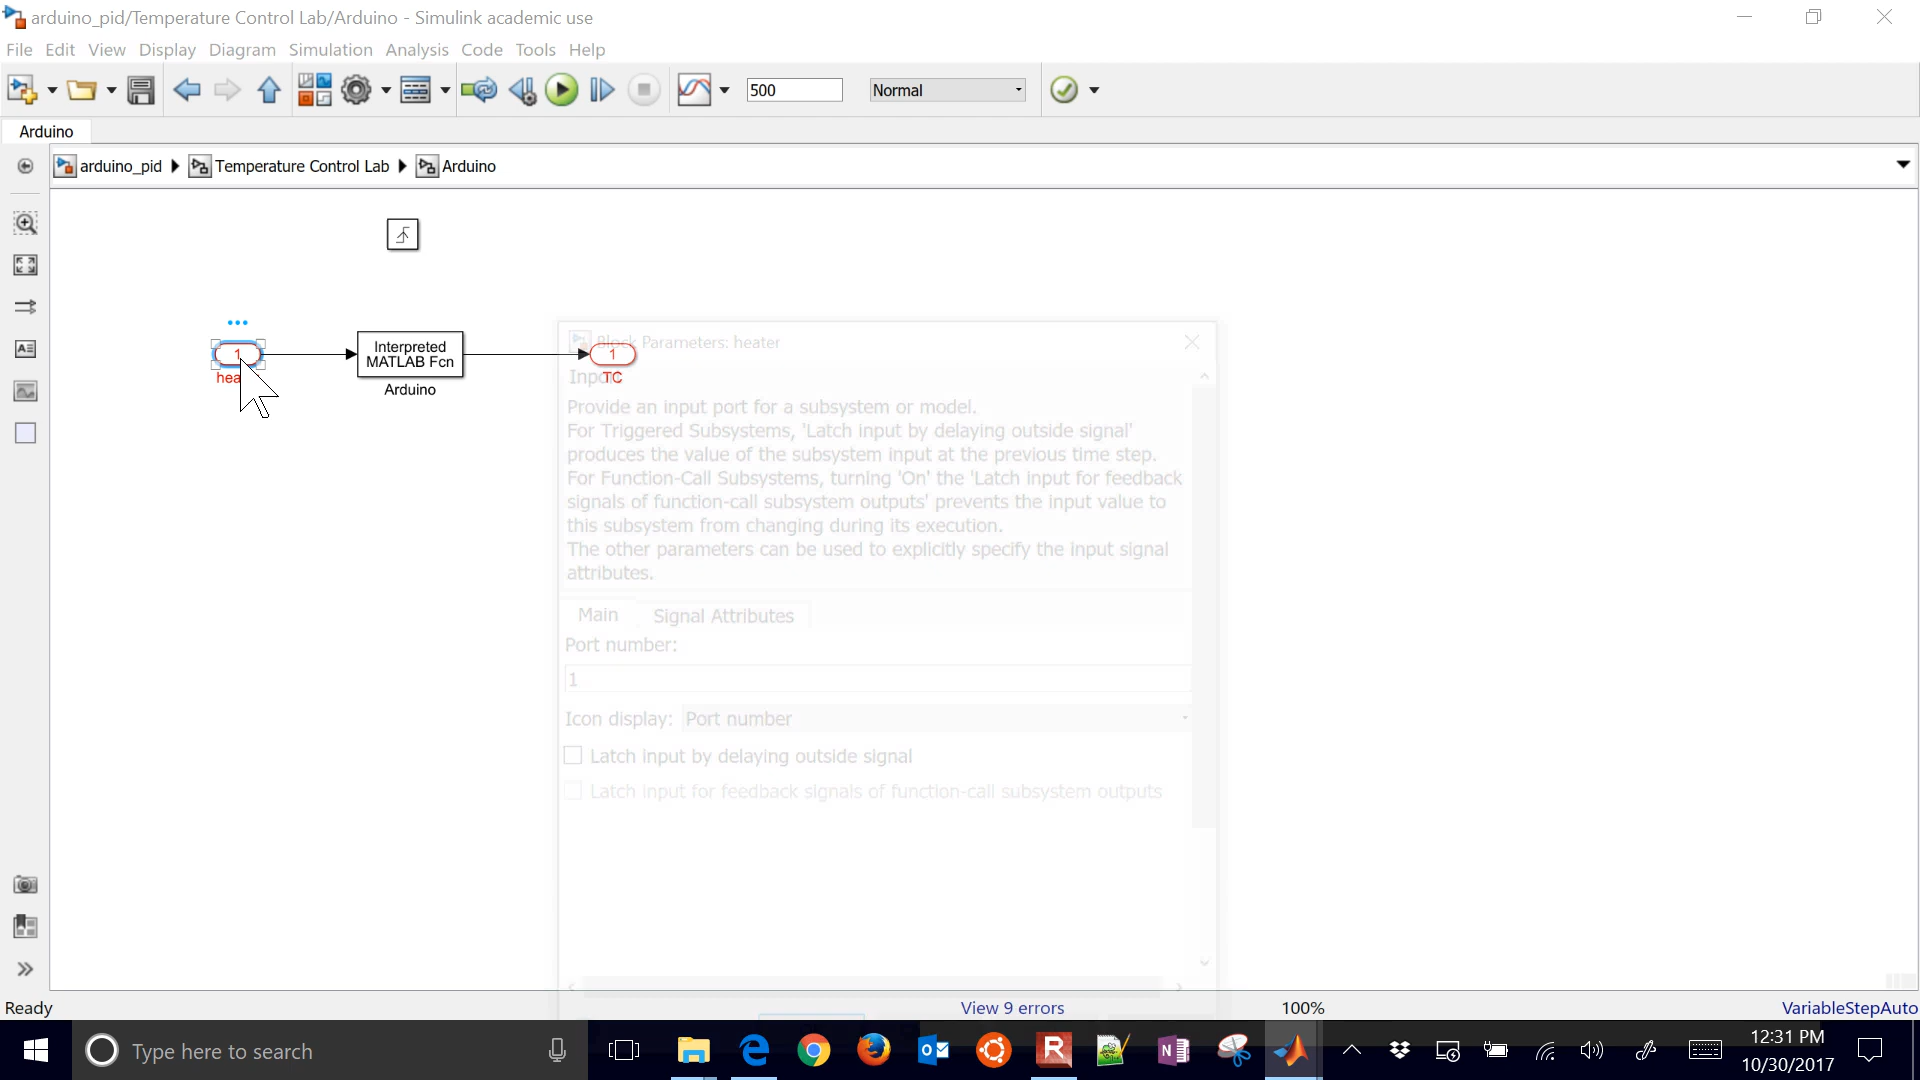 arduino_pid/Temperature Control Lab/Arduino - Simulink academic use
File Edit View Display Diagram Simulation Analysis Code Tools Help
500 Normal
Arduino
arduino_pid Temperature Control Lab Arduino
1
Interpreted
MATLAB Fcn
Arduino
1
TC
Block Parameters: heater
Provide an input port for a subsystem or model.
For Triggered Subsystems, 'Latch input by delaying outside signal'
produces the value of the subsystem input at the previous time step.
For Function-Call Subsystems, turning 'On' the 'Latch input for feedback
signals of function-call subsystem outputs' prevents the input value to
this subsystem from changing during its execution.
The other parameters can be used to explicitly specify the input signal
attributes.
Main Signal Attributes
Port number:
1
Icon display: Port number
Latch input by delaying outside signal
Latch input for feedback signals of function-call subsystem outputs
Ready View 9 errors 100% VariableStepAuto
Type here to search
12:31 PM
10/30/2017